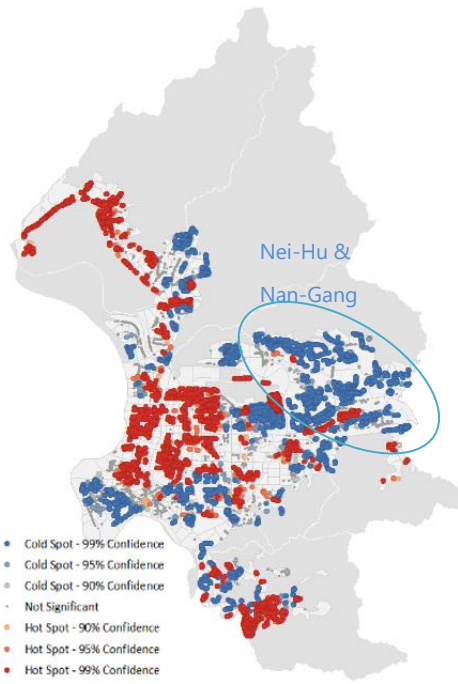 Nei-Hu &
Nan-Gang
Cold Spot - 99% Confidence
Cold Spot - 95% Confidence
Cold Spot - 90% Confidence
Not Significant
Hot Spot - 90% Confidence
Hot Spot - 95% Confidence
Hot Spot - 99% Confidence